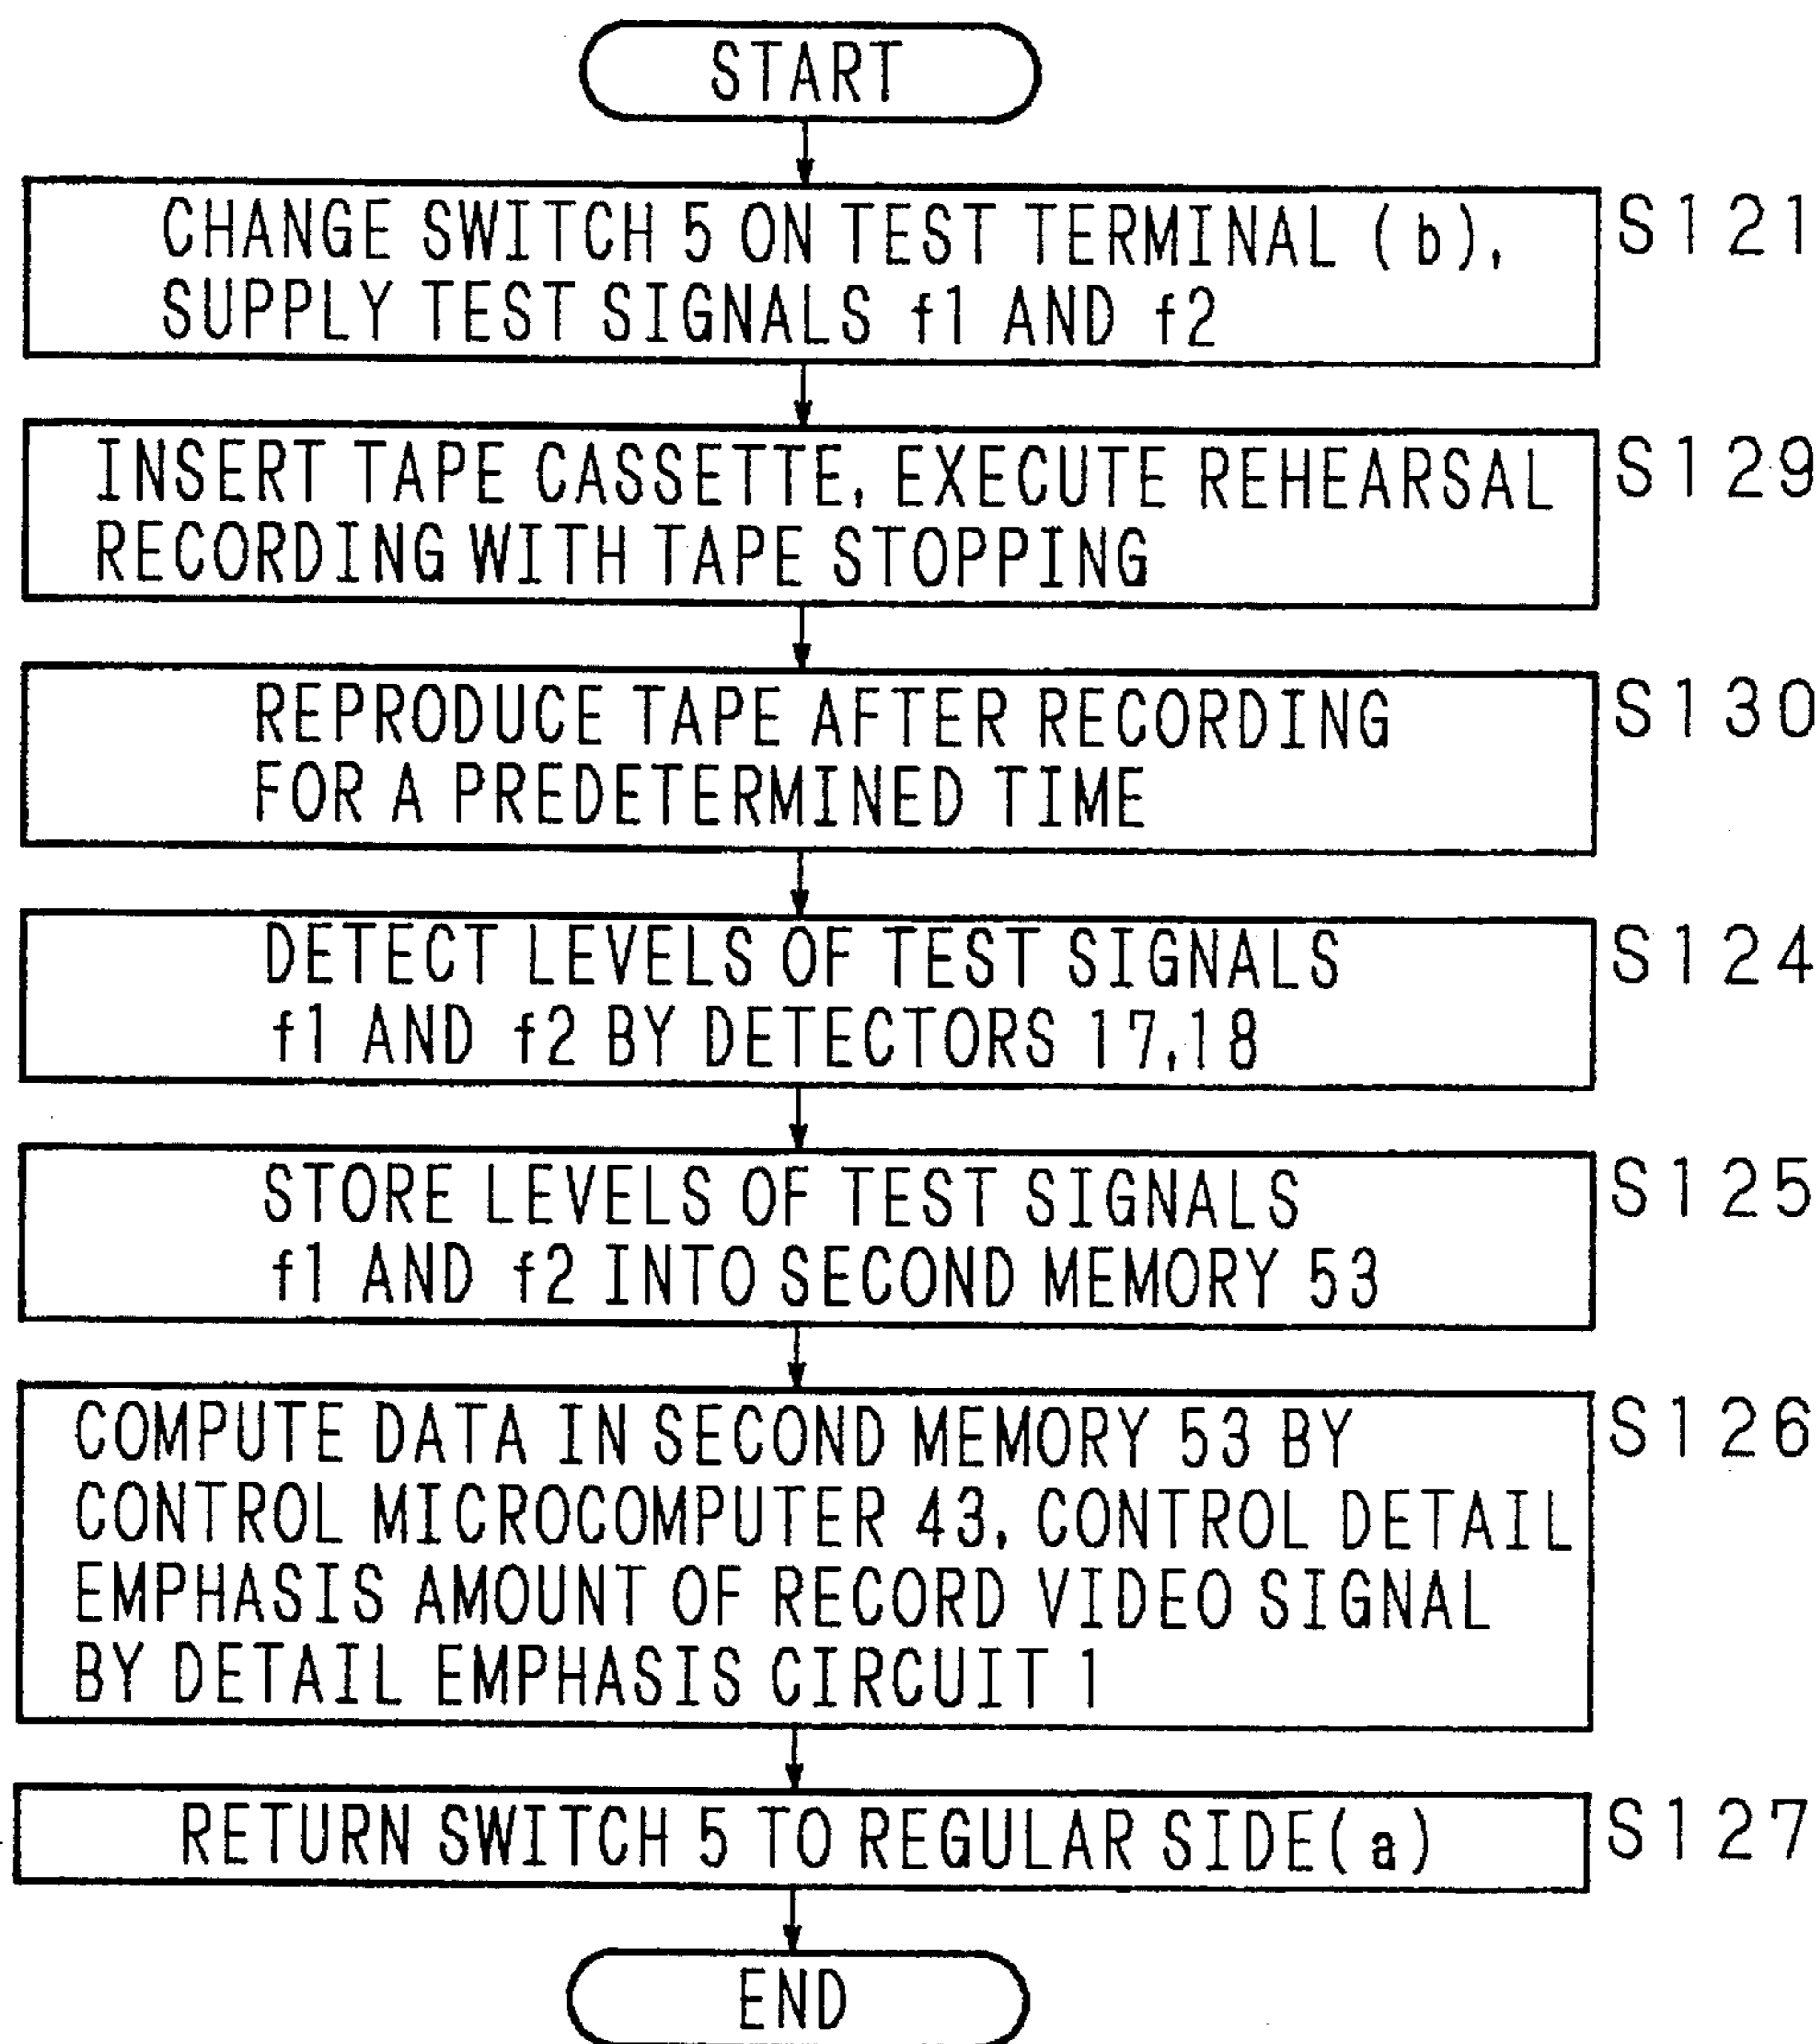 START
CHANGE SWITCH 5 ON TEST TERMINAL (b),
SUPPLY TEST SIGNALS f1 AND f2
S121
INSERT TAPE CASSETTE, EXECUTE REHEARSAL
RECORDING WITH TAPE STOPPING
S129
REPRODUCE TAPE AFTER RECORDING
FOR A PREDETERMINED TIME
S130
DETECT LEVELS OF TEST SIGNALS
f1 AND f2 BY DETECTORS 17,18
S124
STORE LEVELS OF TEST SIGNALS
f1 AND f2 INTO SECOND MEMORY 53
S125
COMPUTE DATA IN SECOND MEMORY 53 BY
CONTROL MICROCOMPUTER 43, CONTROL DETAIL
EMPHASIS AMOUNT OF RECORD VIDEO SIGNAL
BY DETAIL EMPHASIS CIRCUIT 1
S126
RETURN SWITCH 5 TO REGULAR SIDE(a)
S127
END